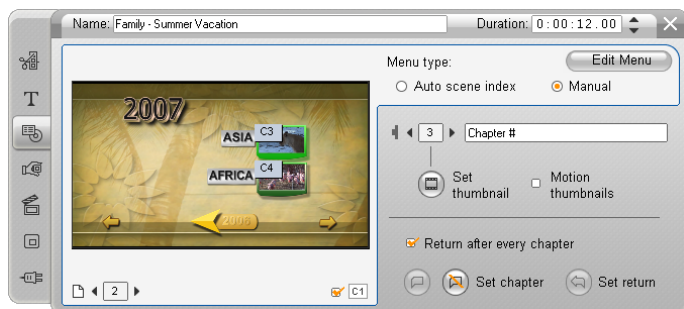 Name: Family - Summer Vacation
Duration: 0:00:12.00
T
Menu type:
Edit Menu
Auto scene index
Manual
2007
ASIA
C3
AFRICA
C4
2006
3
Chapter #
Set thumbnail
Motion thumbnails
Return after every chapter
Set chapter
Set return
2
C1